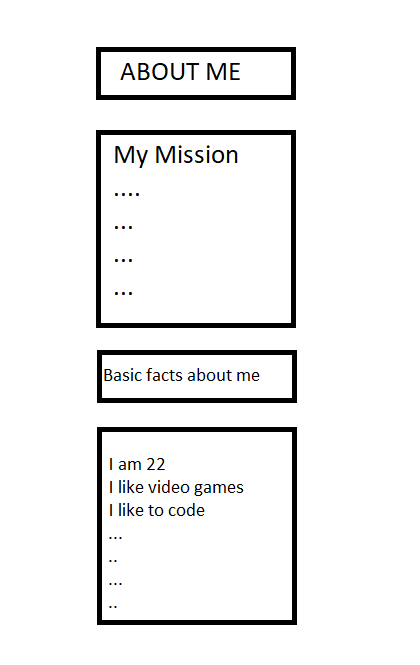 ABOUT ME
My Mission
....
...
...
...
Basic facts about me
I am 22
I like video games
I like to code
...
..
...
..